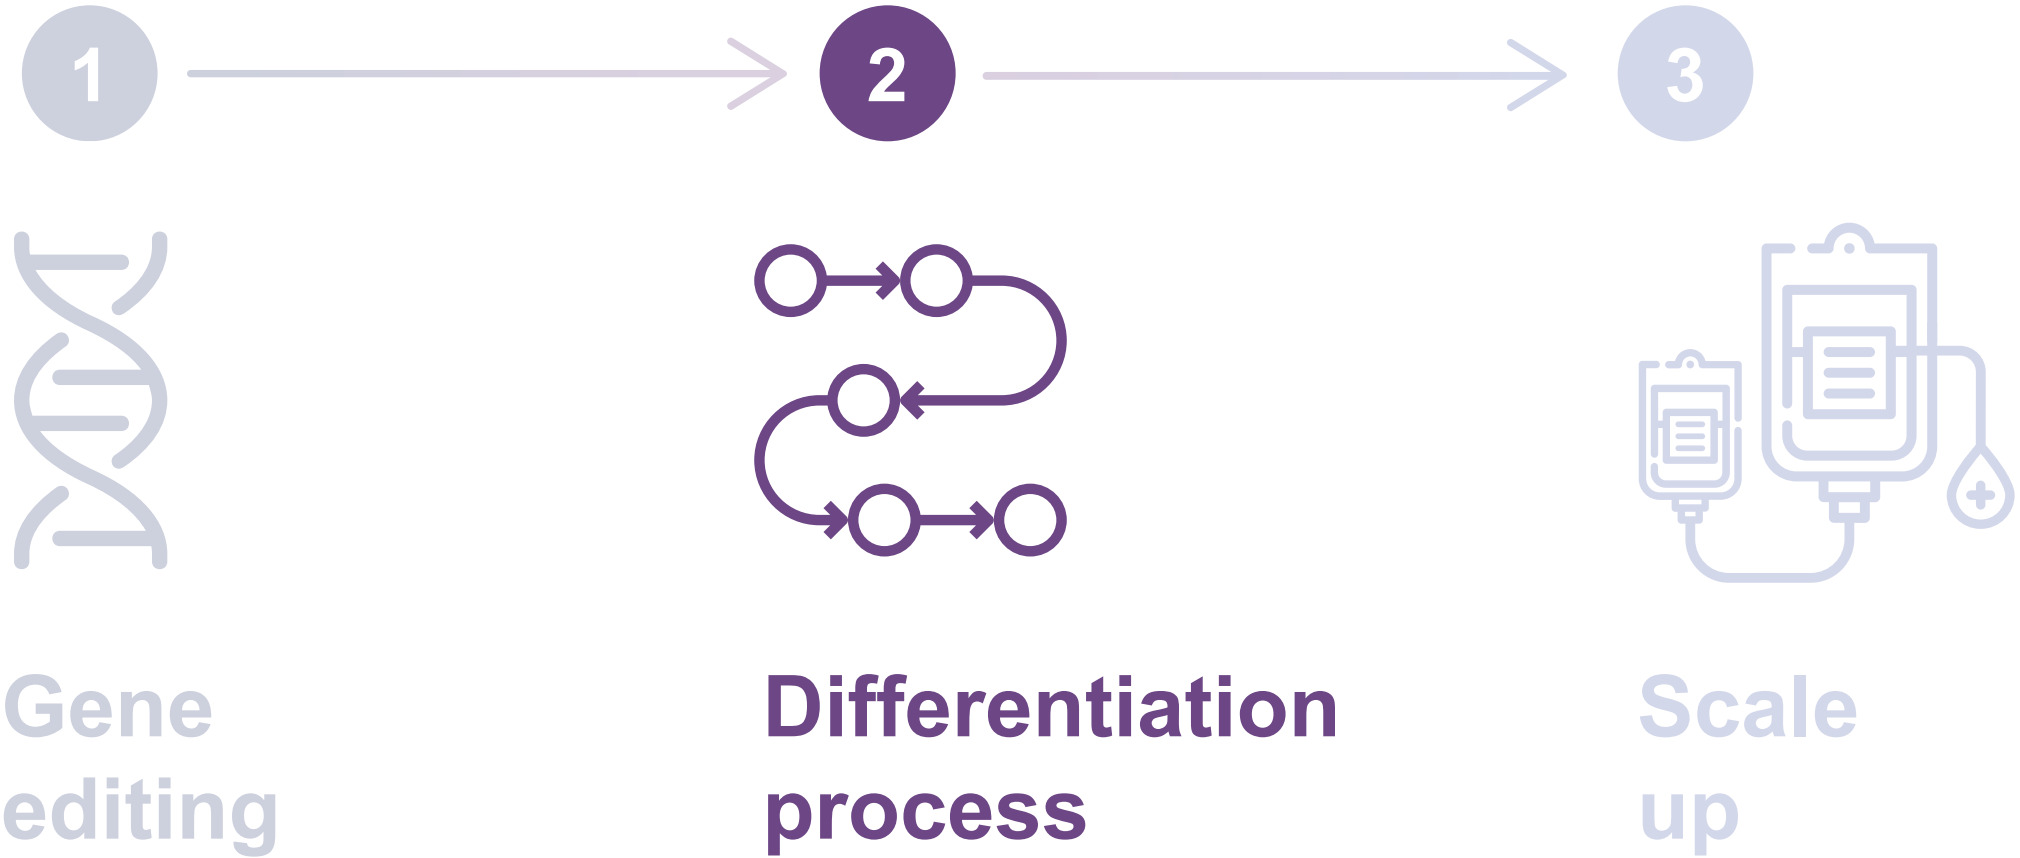 1
2
3
Gene
editing
Differentiation
process
Scale
up